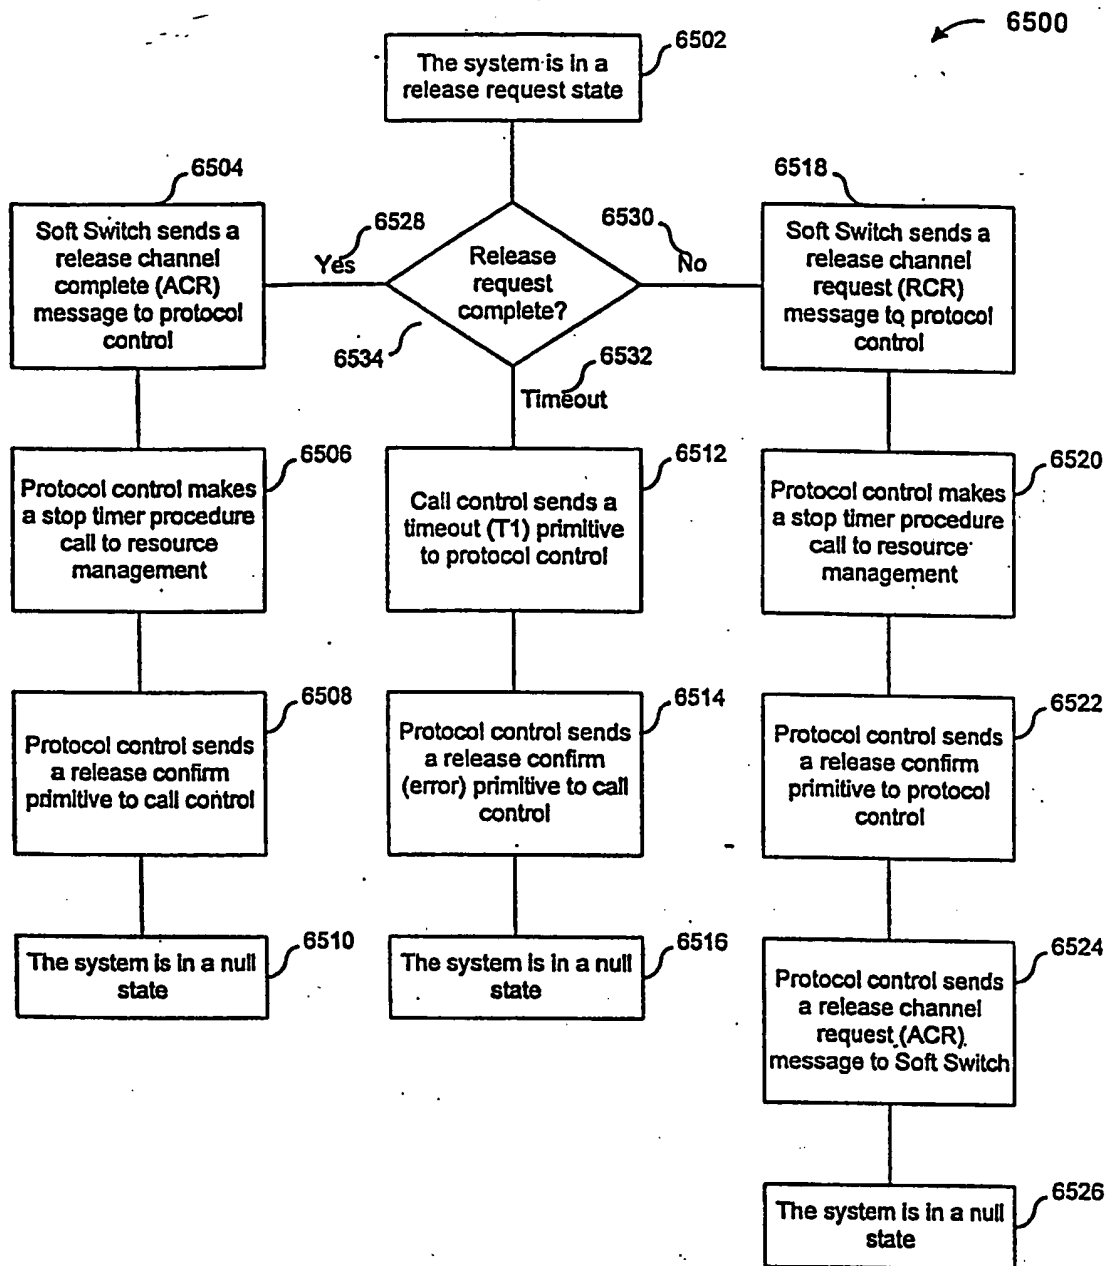 6500
6502
The system is in a
release request state
6504
Soft Switch sends a
release channel
complete (ACR)
message to protocol
control
6528
Yes
Release
request
complete?
6534
6530
No
6532
Timeout
6518
Soft Switch sends a
release channel
request (RCR)
message to protocol
control
6506
Protocol control makes
a stop timer procedure
call to resource
management
6512
Call control sends a
timeout (T1) primitive
to protocol control
6520
Protocol control makes
a stop timer procedure
call to resource
management
6508
Protocol control sends
a release confirm
primitive to call control
6514
Protocol control sends
a release confirm
(error) primitive to call
control
6522
Protocol control sends
a release confirm
primitive to protocol
control
6510
The system is in a null
state
6516
The system is in a null
state
6524
Protocol control sends
a release channel
request (ACR)
message to Soft Switch
6526
The system is in a null
state